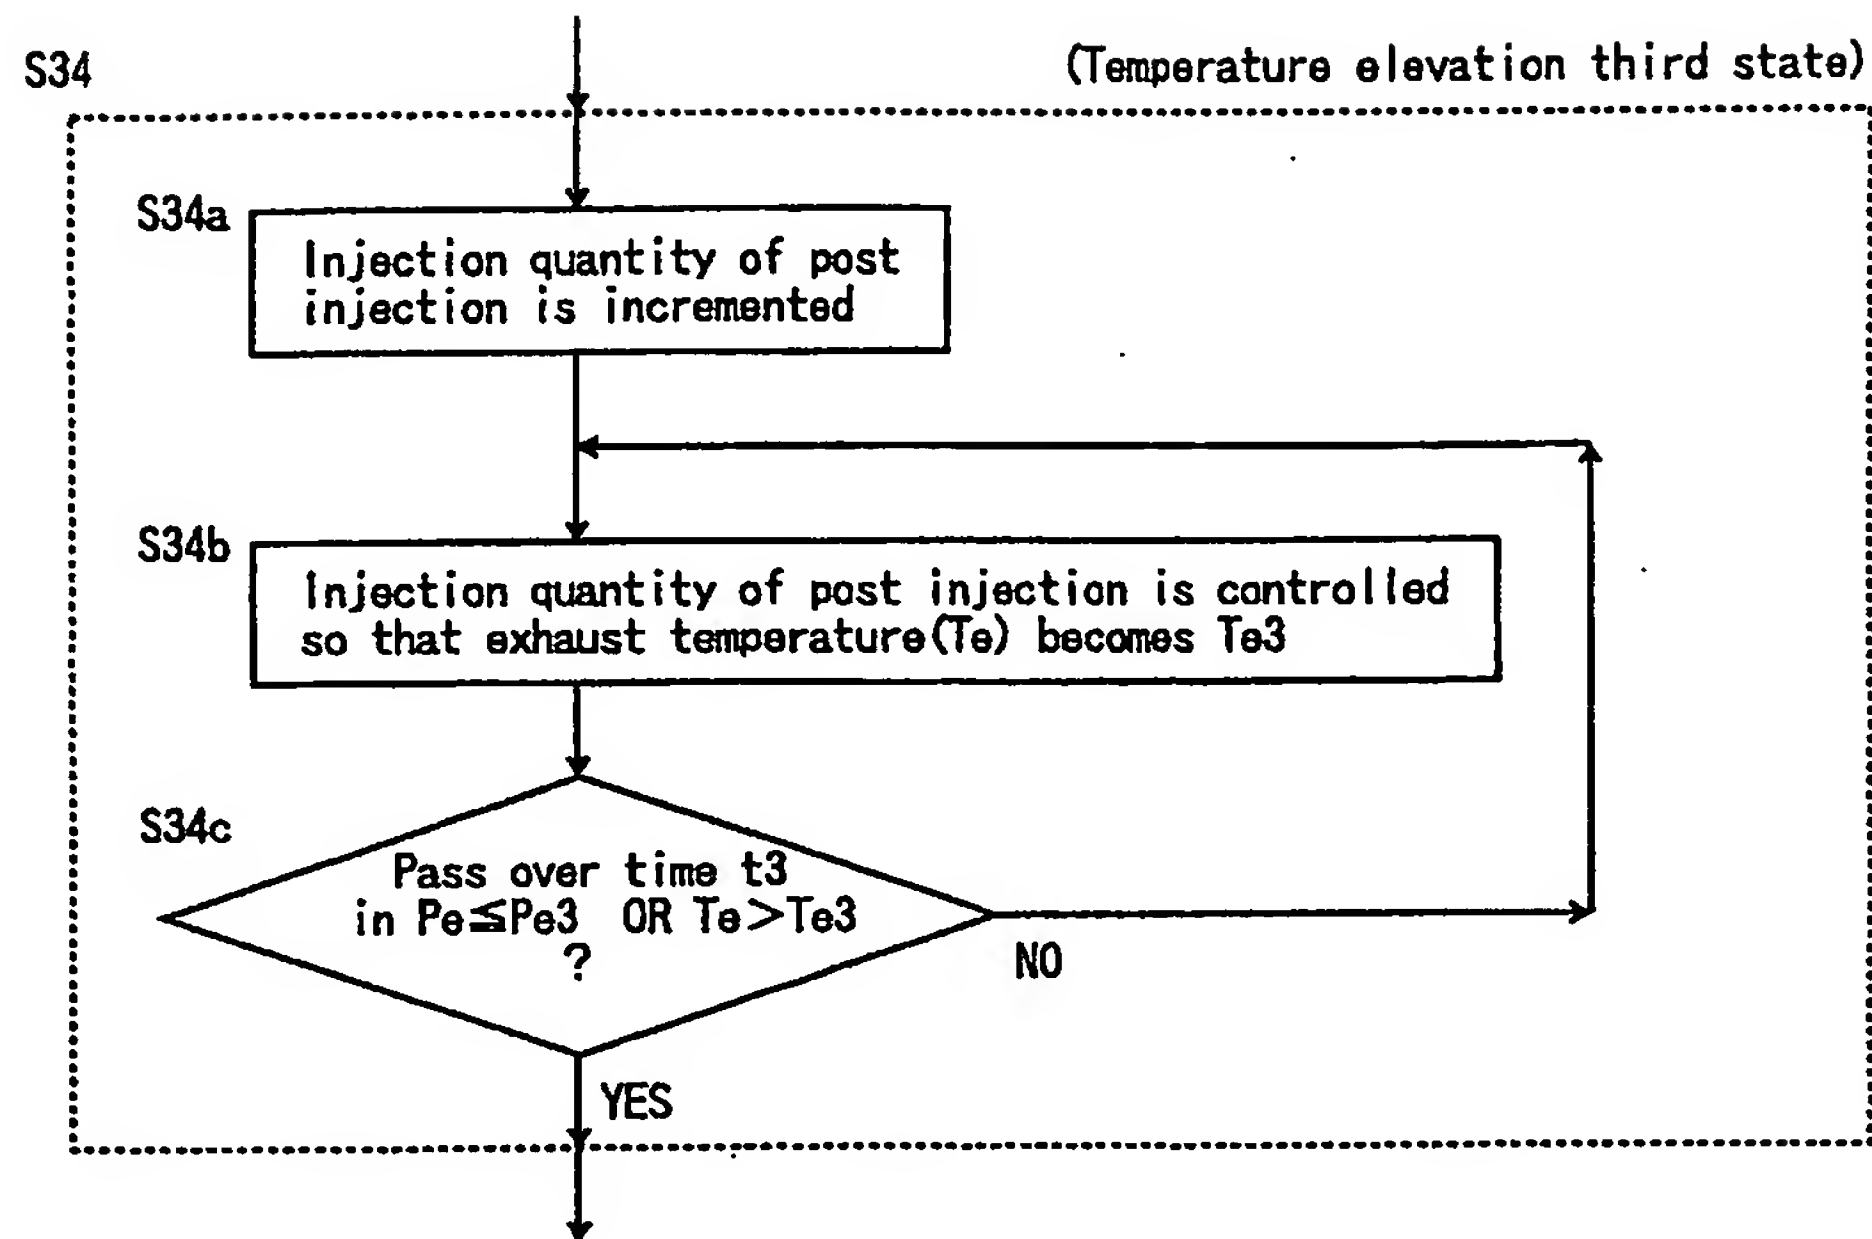 S34
(Temperature elevation third state)
S34a
Injection quantity of post
injection is incremented
S34b
Injection quantity of post injection is controlled
so that exhaust temperature(Te) becomes Te3
S34c
Pass over time t3
in Pe≦Pe3 OR Te>Te3
?
NO
YES